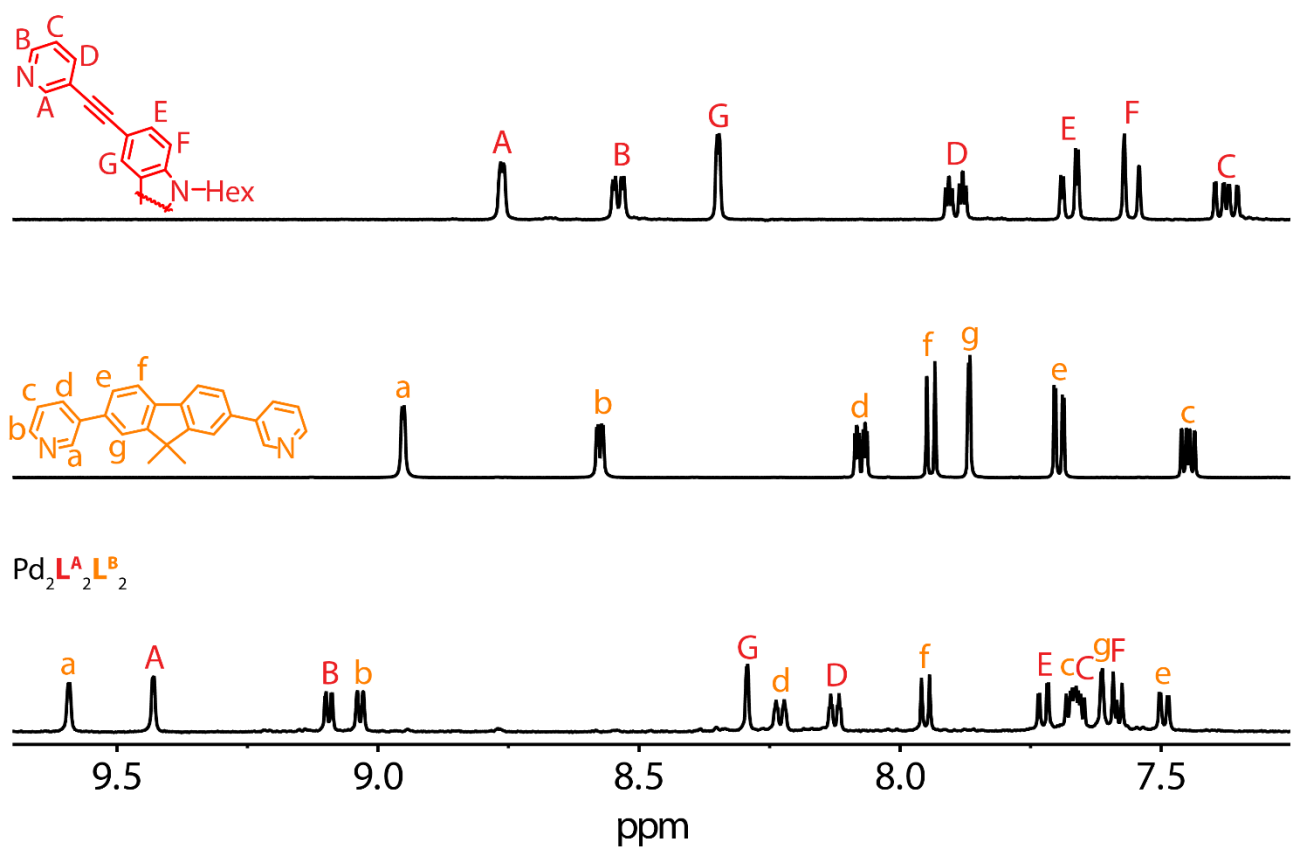 B C D
N A
E
F
G
N–Hex
A B G D E F C
c d e f
b N a g N
a b d f g e c
Pd2LA2LB2
a A B b G d D f E c C g F e
9.5 9.0 8.5 8.0 7.5
ppm